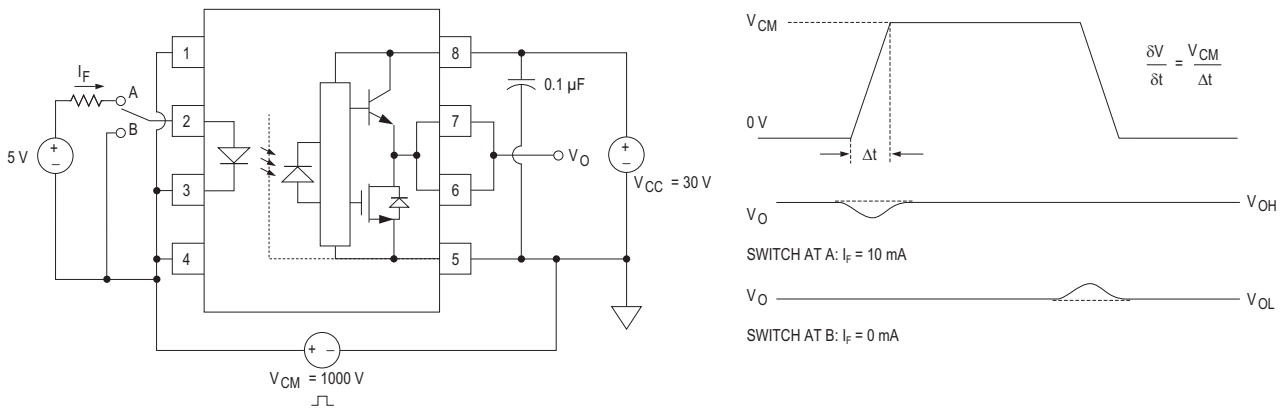 I_F
A
B
5 V
+
–
1
2
3
4
8
7
6
5
0.1 µF
V_O
+
–
V_CC = 30 V
+ –
V_CM = 1000 V
V_CM
0 V
Δt
δV/δt = V_CM/Δt
V_O
V_OH
SWITCH AT A: I_F = 10 mA
V_O
V_OL
SWITCH AT B: I_F = 0 mA